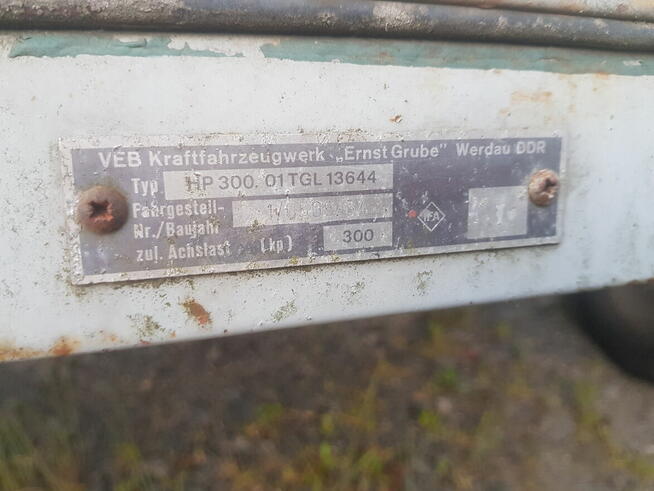 VEB Kraftfahrzeugwerk „Ernst Grube" Werdau DDR
Typ HP 300.01 TGL 13644
Fahrgestell-
Nr./Baujahr
IFA
zul. Achslast (kp) 300